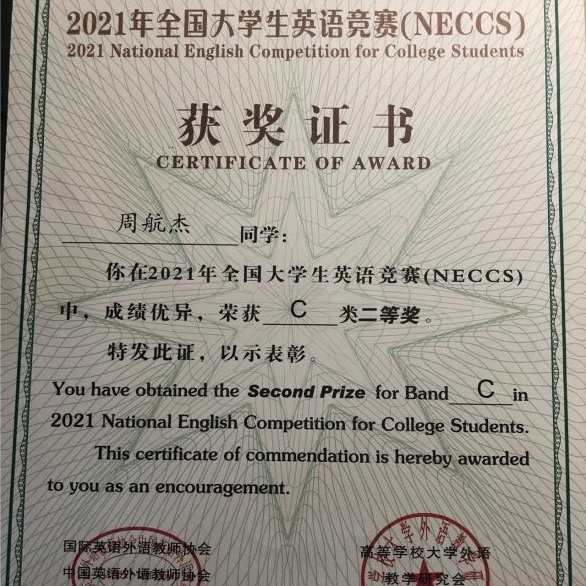 2021年全国大学生英语竞赛(NECCS)
2021 National English Competition for College Students
获奖证书
CERTIFICATE OF AWARD
周航杰 同学:
你在2021年全国大学生英语竞赛(NECCS)
中，成绩优异，荣获 C 类二等奖。
特发此证，以示表彰。
You have obtained the Second Prize for Band C in
2021 National English Competition for College Students.
This certificate of commendation is hereby awarded
to you as an encouragement.
国际英语外语教师协会 高等学校大学外语
中国英语外语教师协会 教学研究会